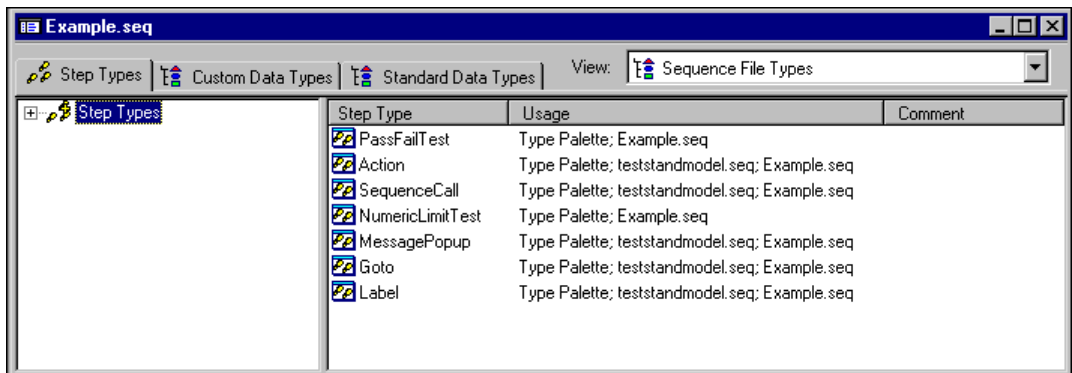 Example.seq
Step Types Custom Data Types Standard Data Types View: Sequence File Types
Step Types
Step Type Usage Comment
PassFailTest Type Palette; Example.seq
Action Type Palette; teststandmodel.seq; Example.seq
SequenceCall Type Palette; teststandmodel.seq; Example.seq
NumericLimitTest Type Palette; Example.seq
MessagePopup Type Palette; teststandmodel.seq; Example.seq
Goto Type Palette; teststandmodel.seq; Example.seq
Label Type Palette; teststandmodel.seq; Example.seq